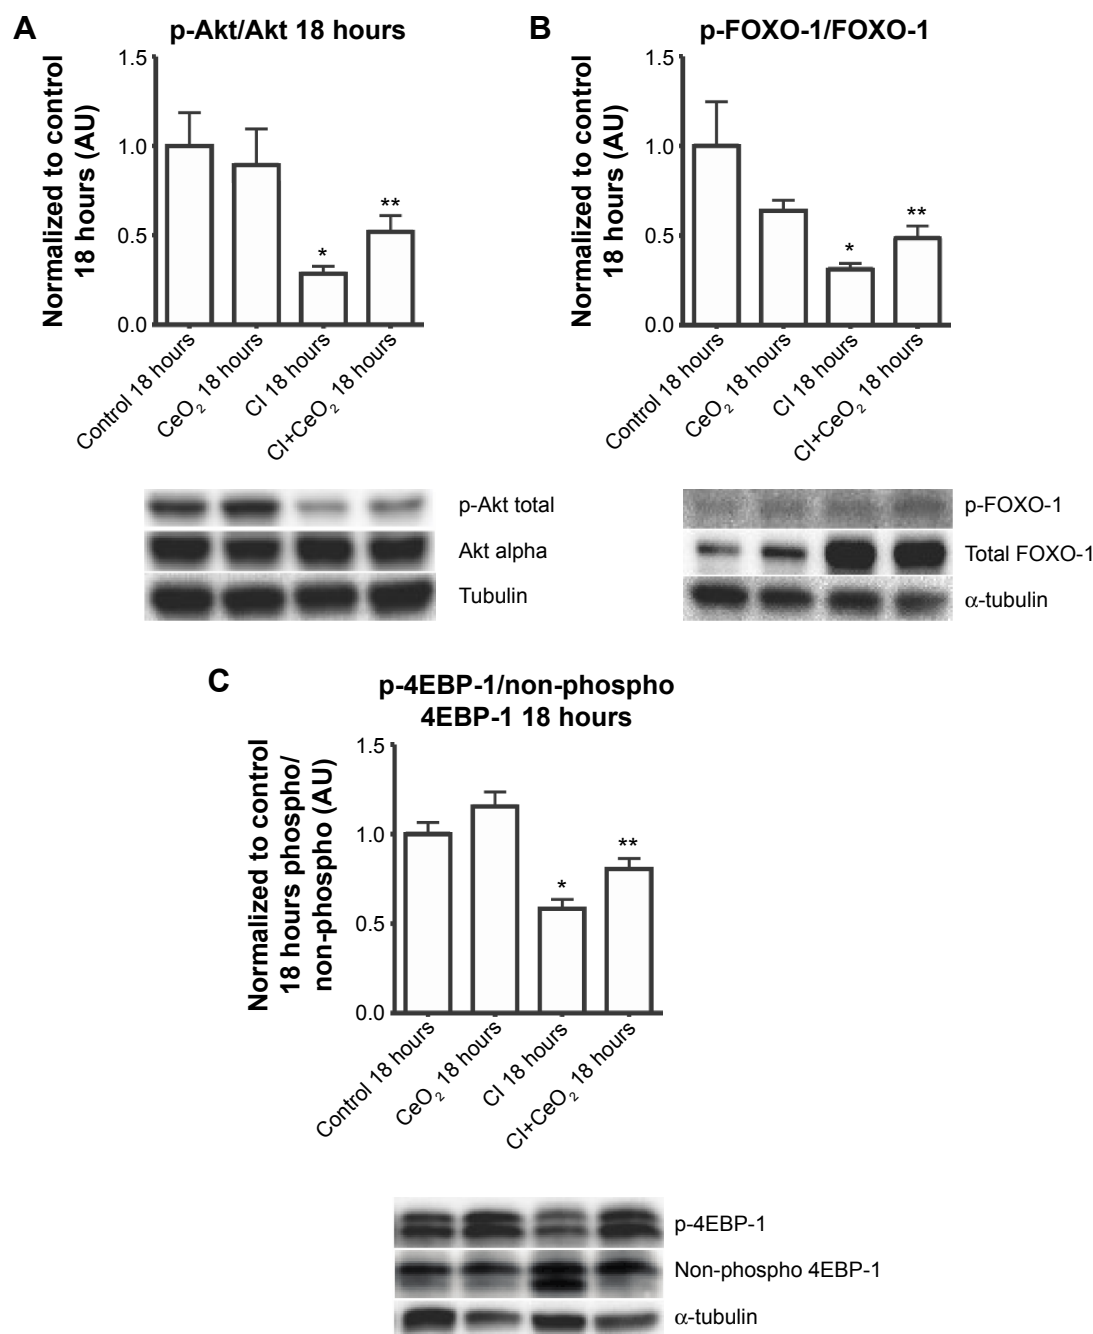 A
p-Akt/Akt 18 hours
Normalized to control
18 hours (AU)
1.5
1.0
0.5
0.0
*
**
Control 18 hours
CeO₂ 18 hours
CI 18 hours
CI+CeO₂ 18 hours
p-Akt total
Akt alpha
Tubulin
B
p-FOXO-1/FOXO-1
Normalized to control
18 hours (AU)
1.5
1.0
0.5
0.0
*
**
Control 18 hours
CeO₂ 18 hours
CI 18 hours
CI+CeO₂ 18 hours
p-FOXO-1
Total FOXO-1
α-tubulin
C
p-4EBP-1/non-phospho
4EBP-1 18 hours
Normalized to control
18 hours phospho/
non-phospho (AU)
1.5
1.0
0.5
0.0
*
**
Control 18 hours
CeO₂ 18 hours
CI 18 hours
CI+CeO₂ 18 hours
p-4EBP-1
Non-phospho 4EBP-1
α-tubulin